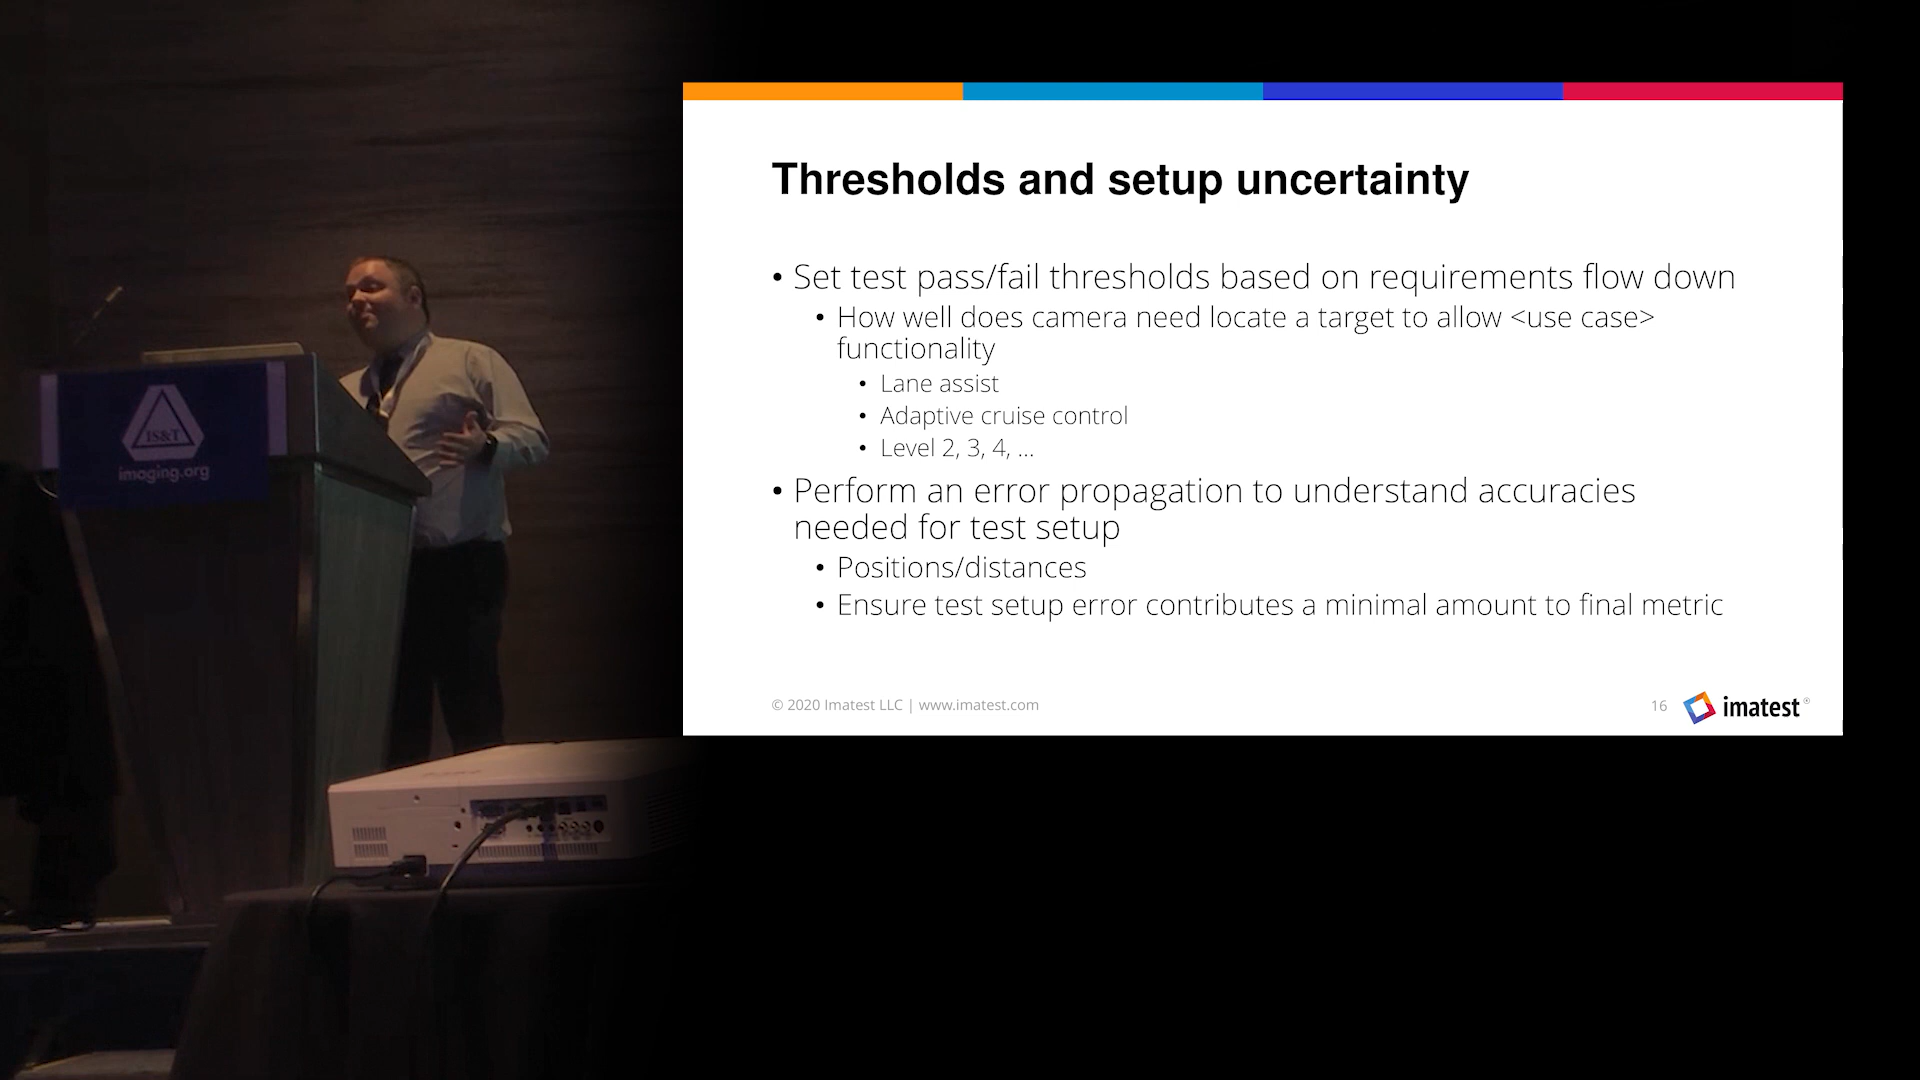 IS&T
imaging.org
Thresholds and setup uncertainty
• Set test pass/fail thresholds based on requirements flow down
• How well does camera need locate a target to allow <use case>
functionality
• Lane assist
• Adaptive cruise control
• Level 2, 3, 4, ...
• Perform an error propagation to understand accuracies
needed for test setup
• Positions/distances
• Ensure test setup error contributes a minimal amount to final metric
© 2020 Imatest LLC | www.imatest.com
16
imatest®